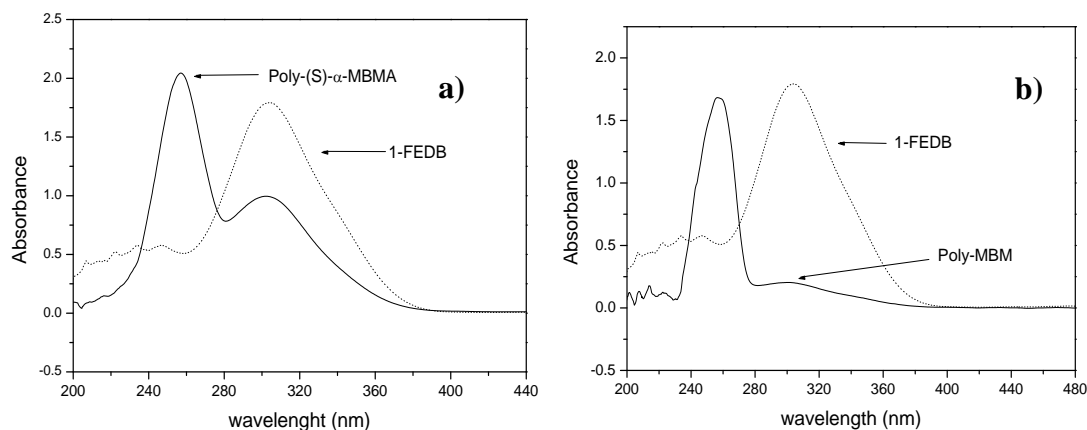 2.5
2.0
1.5
1.0
0.5
0.0
-0.5
Absorbance
200 240 280 320 360 400 440
wavelenght (nm)
Poly-(S)-α-MBMA
1-FEDB
a)
2.0
1.5
1.0
0.5
0.0
-0.5
Absorbance
200 240 280 320 360 400 440 480
wavelength (nm)
b)
1-FEDB
Poly-MBM